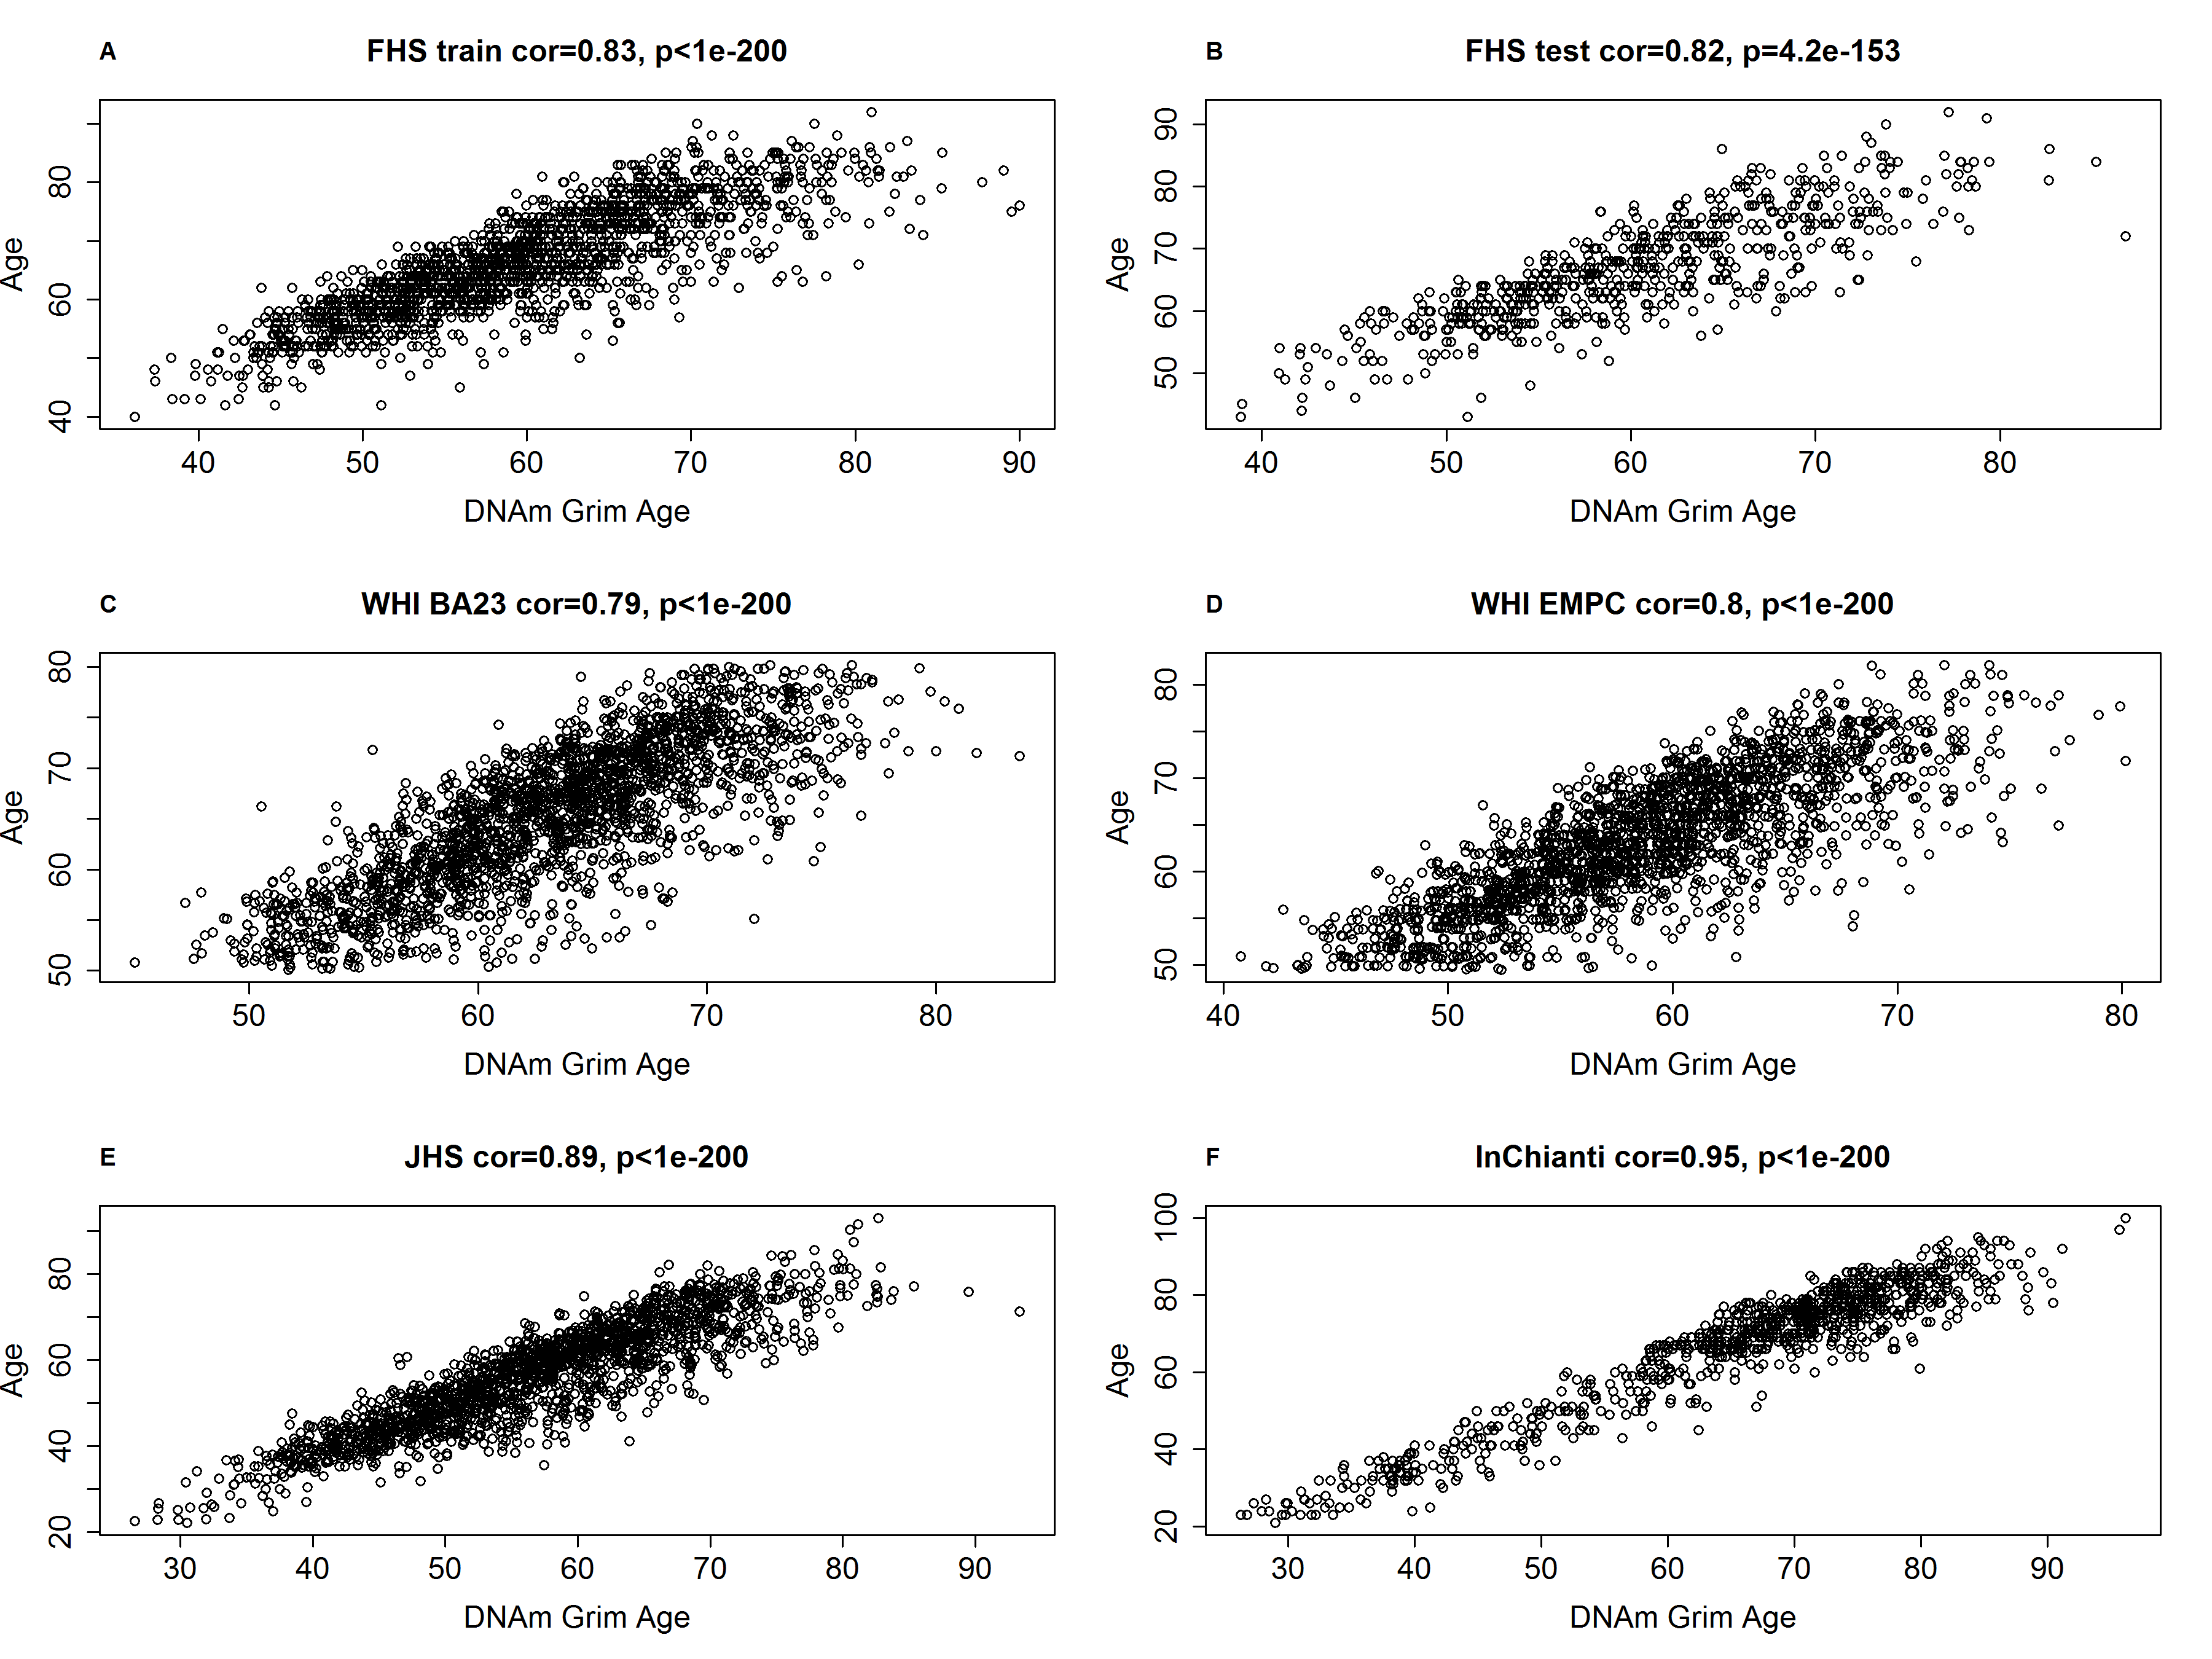 A
FHS train cor=0.83, p<1e-200
Age
40 60 80
40 50 60 70 80 90
DNAm Grim Age
B
FHS test cor=0.82, p=4.2e-153
Age
50 60 70 80 90
40 50 60 70 80
DNAm Grim Age
C
WHI BA23 cor=0.79, p<1e-200
Age
50 60 70 80
50 60 70 80
DNAm Grim Age
D
WHI EMPC cor=0.8, p<1e-200
Age
50 60 70 80
40 50 60 70 80
DNAm Grim Age
E
JHS cor=0.89, p<1e-200
Age
20 40 60 80
30 40 50 60 70 80 90
DNAm Grim Age
F
InChianti cor=0.95, p<1e-200
Age
20 40 60 80 100
30 40 50 60 70 80 90
DNAm Grim Age